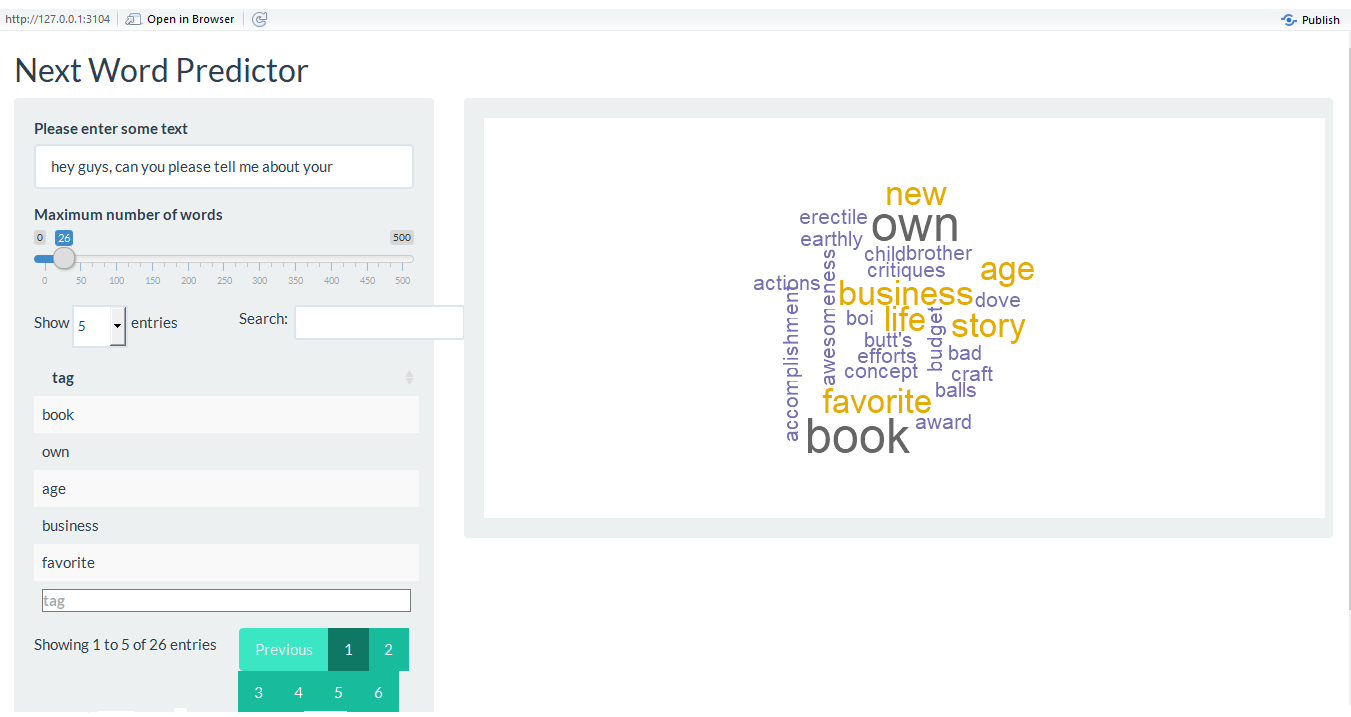 http://127.0.0.1:3104 Open in Browser Publish
Next Word Predictor
Please enter some text
hey guys, can you please tell me about your
Maximum number of words
0 26 500
0 50 100 150 200 250 300 350 400 450 500
Show 5 entries Search:
tag
book
own
age
business
favorite
tag
Showing 1 to 5 of 26 entries
Previous 1 2
3 4 5 6
new
erectile own
earthly
childbrother
critiques age
actions business dove
boi life story
butt's
efforts bad
concept craft
balls
favorite
award
book
accomplishment
awesomeness
budget